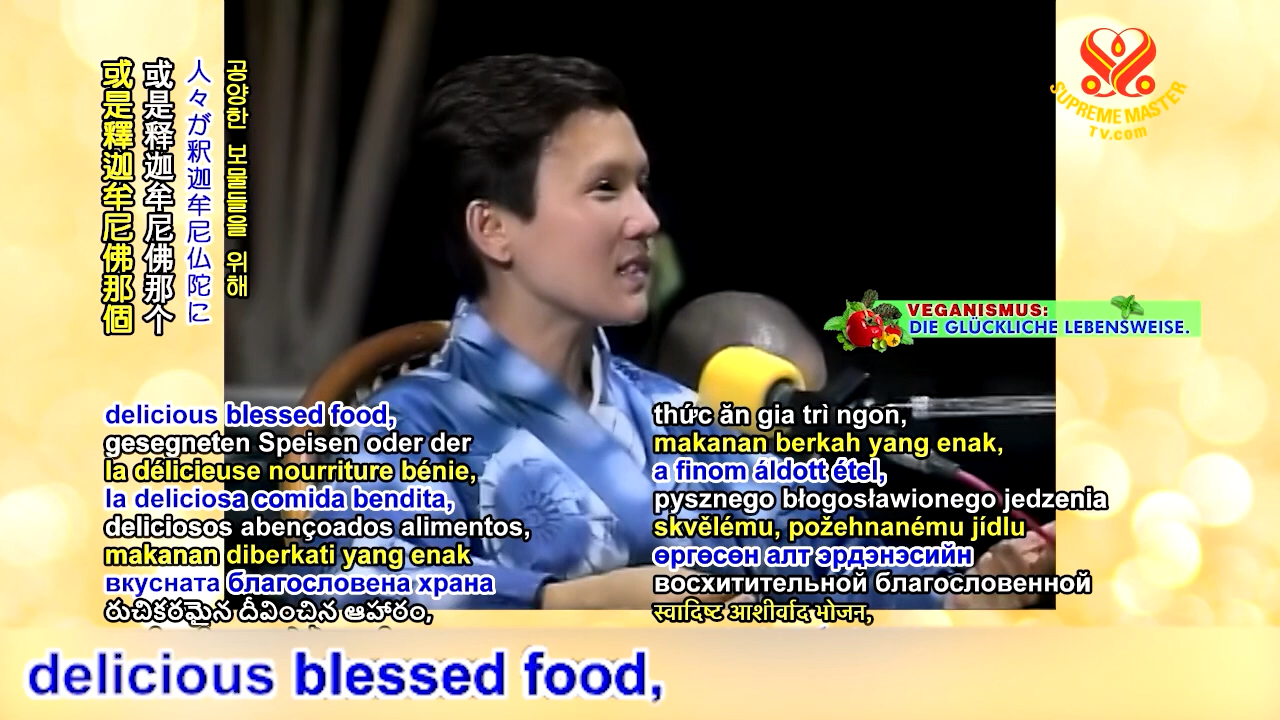 或是釋迦牟尼佛那個
或是释迦牟尼佛那个
人々が釈迦牟尼仏陀に
공양한 보물들을 위해
SUPREME MASTER
TV.com
VEGANISMUS:
DIE GLÜCKLICHE LEBENSWEISE.
delicious blessed food,
gesegneten Speisen oder der
la délicieuse nourriture bénie,
la deliciosa comida bendita,
deliciosos abençoados alimentos,
makanan diberkati yang enak
вкусната благословена храна
రుచికరమైన దీవించిన ఆహారం,
thức ăn gia trì ngon,
makanan berkah yang enak,
a finom áldott étel,
pysznego błogosławionego jedzenia
skvělému, požehnanému jídlu
өргөсөн алт эрдэнэсийн
восхитительной благословенной
स्वादिष्ट आशीर्वाद भोजन,
delicious blessed food,